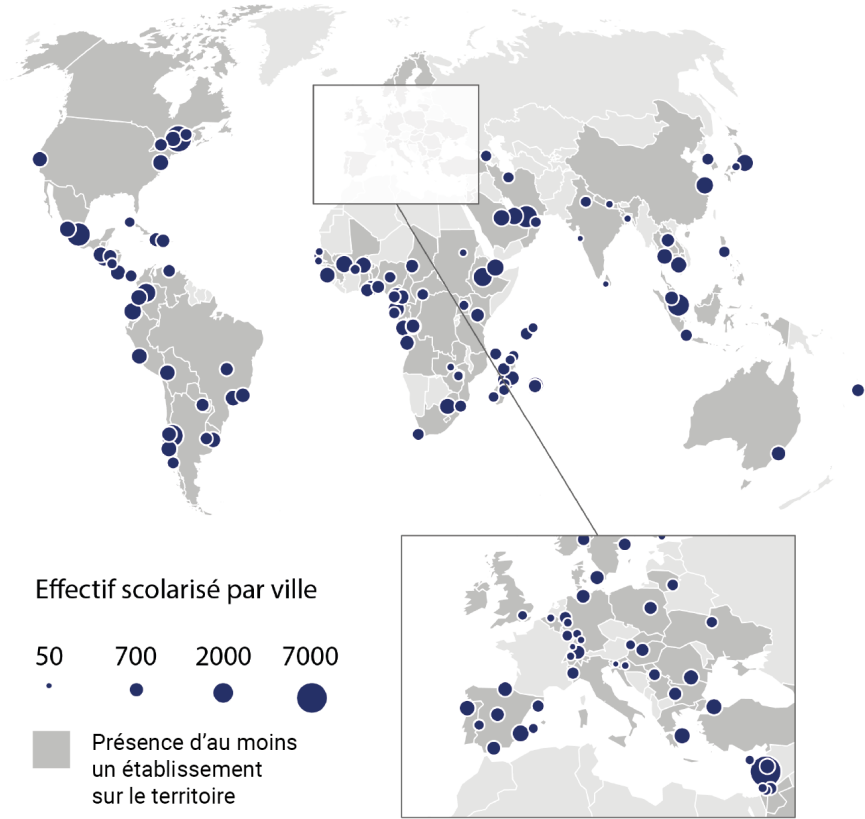 Effectif scolarisé par ville
50 700 2000 7000
Présence d'au moins
un établissement
sur le territoire